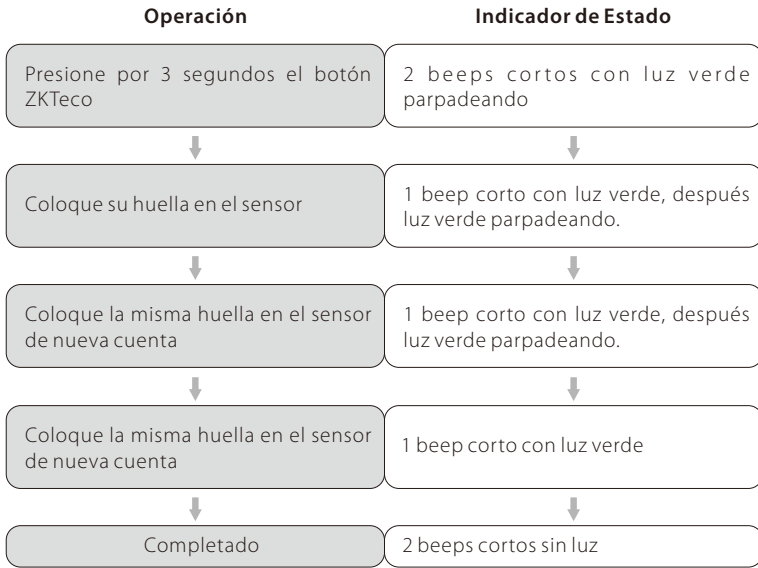 Operación
Indicador de Estado
Presione por 3 segundos el botón
ZKTeco
2 beeps cortos con luz verde
parpadeando
Coloque su huella en el sensor
1 beep corto con luz verde, después
luz verde parpadeando.
Coloque la misma huella en el sensor
de nueva cuenta
1 beep corto con luz verde, después
luz verde parpadeando.
Coloque la misma huella en el sensor
de nueva cuenta
1 beep corto con luz verde
Completado
2 beeps cortos sin luz